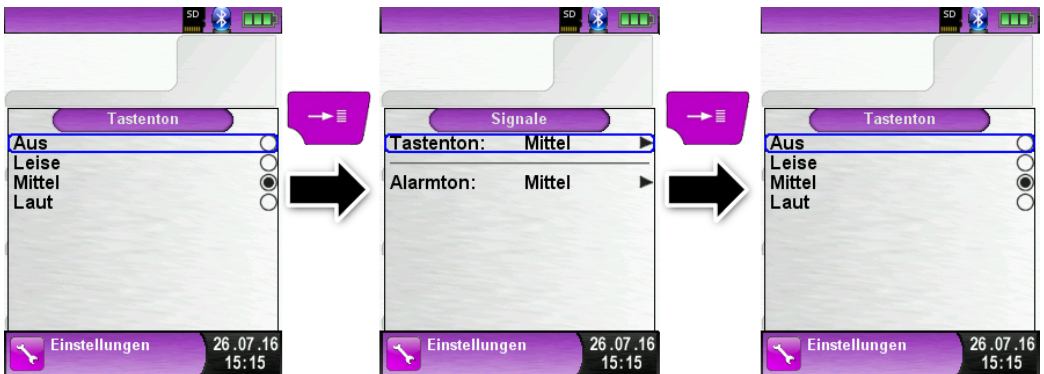 SD
Tastenton
Aus
Leise
Mittel
Laut
Einstellungen
26.07.16
15:15
SD
Signale
Tastenton: Mittel
Alarmton: Mittel
Einstellungen
26.07.16
15:15
SD
Tastenton
Aus
Leise
Mittel
Laut
Einstellungen
26.07.16
15:15